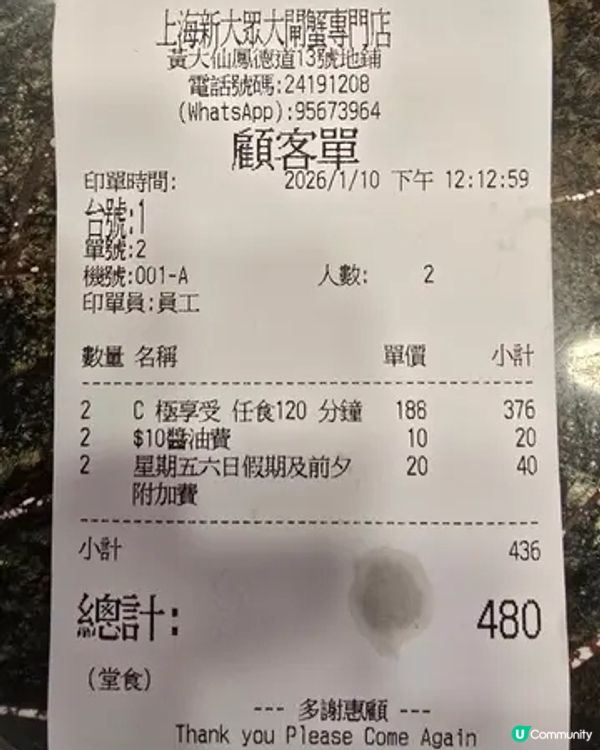 上海新大眾大閘蟹專門店
黃大仙鳳德道13號地鋪
電話號碼:24191208
(WhatsApp):95673964
顧客單
印單時間: 2026/1/10 下午 12:12:59
台號:1
單號:2
機號:001-A 人數: 2
印單員:員工
數量 名稱 單價 小計
2 C 極享受 任食120 分鐘 188 376
2 $10醬油費 10 20
2 星期五六日假期及前夕 20 40
附加費
小計 436
總計: 480
(堂食)
--- 多謝惠顧 ---
Thank you Please Come Again
U Community